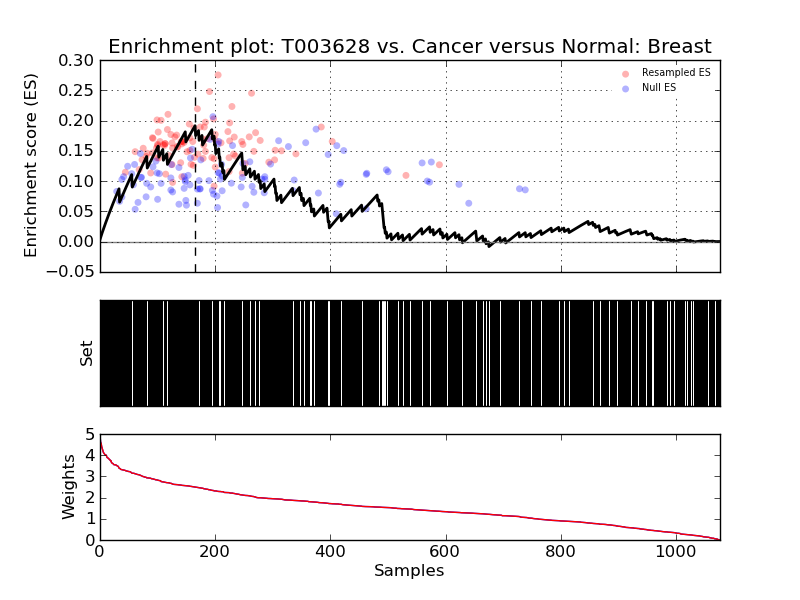 Enrichment plot: T003628 vs. Cancer versus Normal: Breast
Enrichment score (ES)
0.30
0.25
0.20
0.15
0.10
0.05
0.00
−0.05
Resampled ES
Null ES
Set
Weights
5
4
3
2
1
0
0 200 400 600 800 1000
Samples